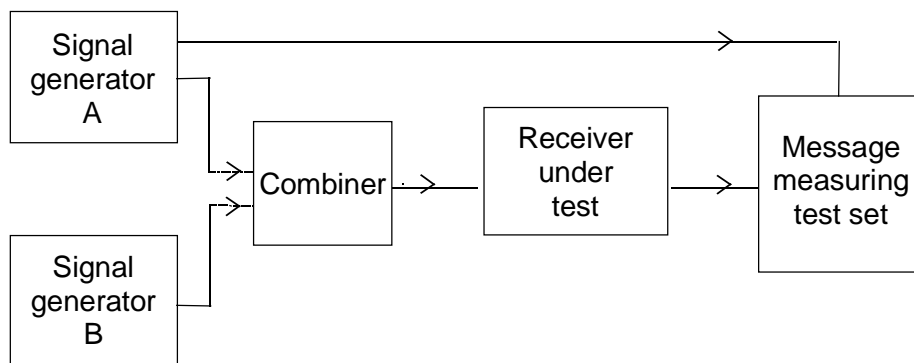 Signal
generator
A
Combiner
Receiver
under
test
Message
measuring
test set
Signal
generator
B